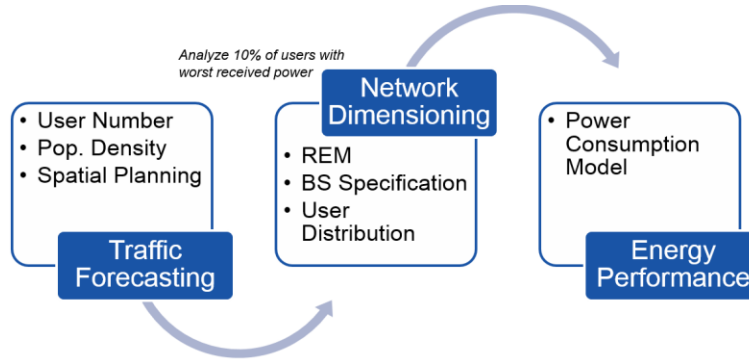 Analyze 10% of users with
worst received power
• User Number
• Pop. Density
• Spatial Planning
Traffic
Forecasting
Network
Dimensioning
• REM
• BS Specification
• User
Distribution
• Power
Consumption
Model
Energy
Performance